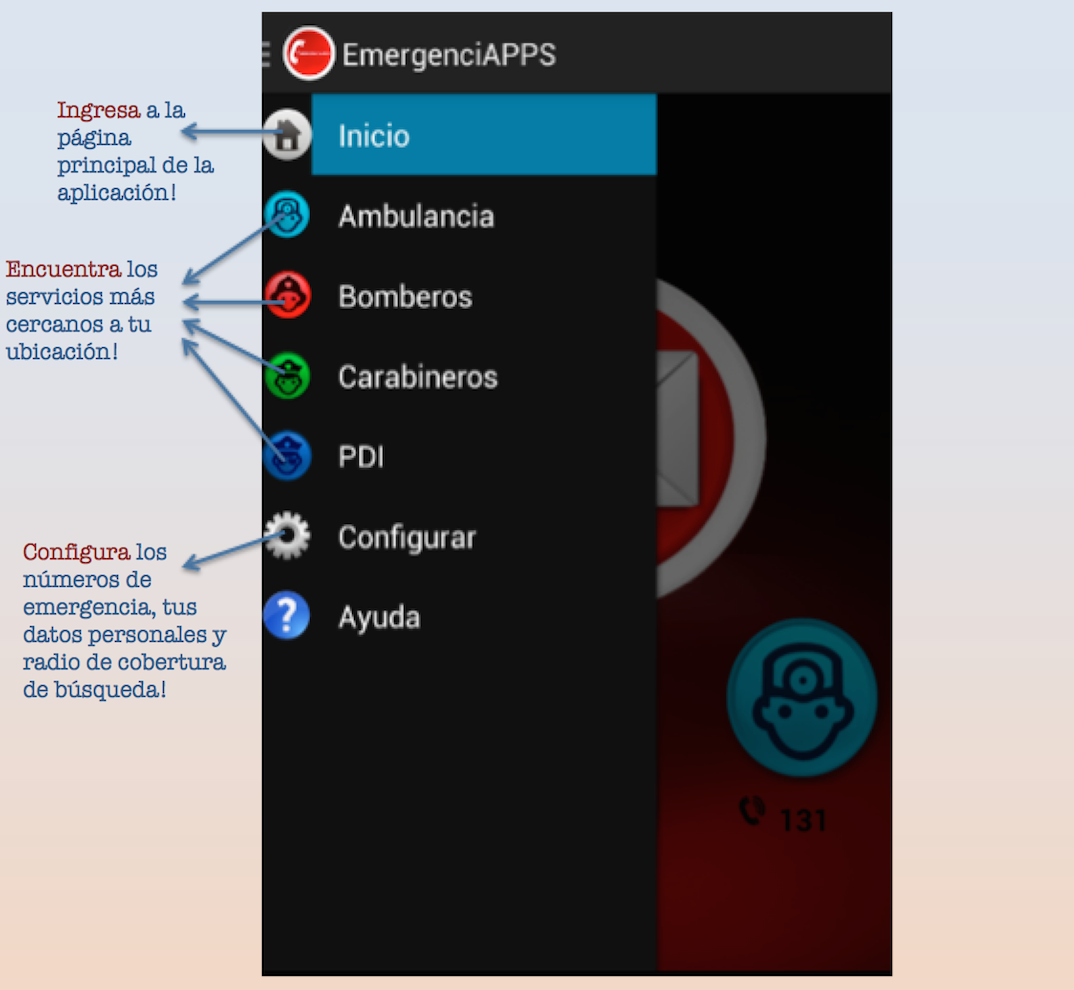 EmergenciAPPS
Ingresa a la
página
principal de la
aplicación!
Inicio
Ambulancia
Encuentra los
servicios más
cercanos a tu
ubicación!
Bomberos
Carabineros
PDI
Configurar
Configura los
números de
emergencia, tus
datos personales y
radio de cobertura
de búsqueda!
Ayuda
?
131